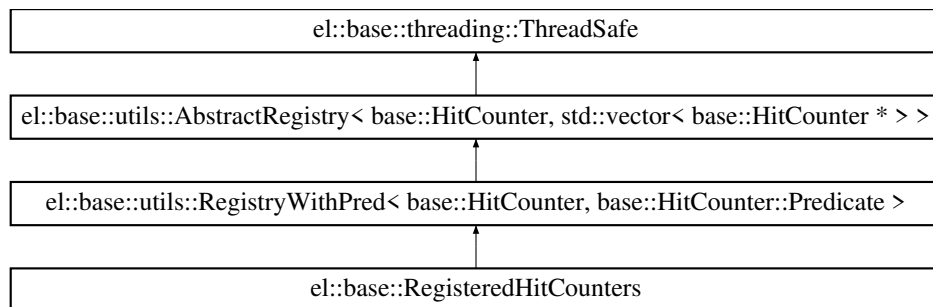 el::base::threading::ThreadSafe
el::base::utils::AbstractRegistry< base::HitCounter, std::vector< base::HitCounter * > >
el::base::utils::RegistryWithPred< base::HitCounter, base::HitCounter::Predicate >
el::base::RegisteredHitCounters